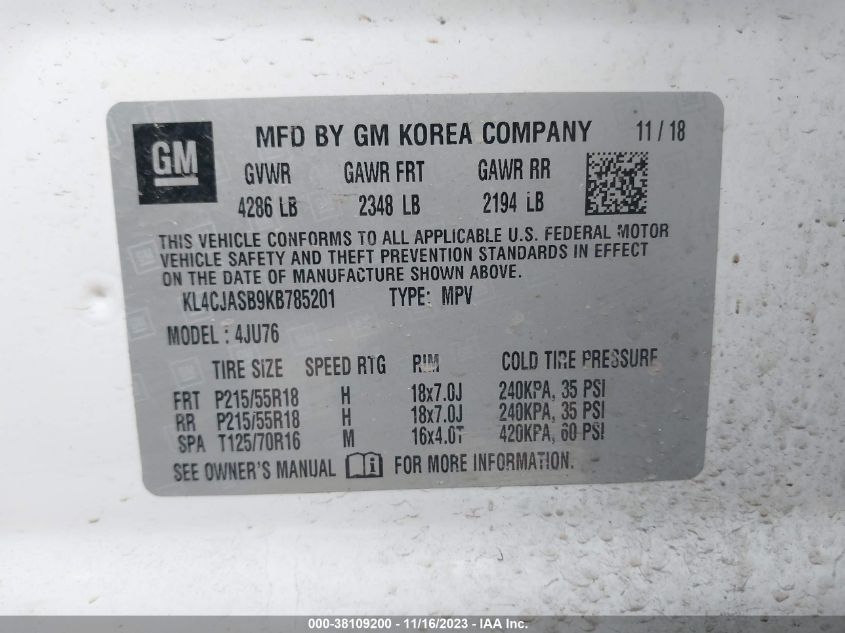 GM
MFD BY GM KOREA COMPANY 11 / 18
GVWR GAWR FRT GAWR RR
4286 LB 2348 LB 2194 LB
THIS VEHICLE CONFORMS TO ALL APPLICABLE U.S. FEDERAL MOTOR
VEHICLE SAFETY AND THEFT PREVENTION STANDARDS IN EFFECT
ON THE DATE OF MANUFACTURE SHOWN ABOVE.
KL4CJASB9KB785201 TYPE: MPV
MODEL : 4JU76
TIRE SIZE SPEED RTG RIM COLD TIRE PRESSURE
FRT P215/55R18 H 18x7.0J 240KPA, 35 PSI
RR P215/55R18 H 18x7.0J 240KPA, 35 PSI
SPA T125/70R16 M 16x4.0T 420KPA, 60 PSI
SEE OWNER'S MANUAL FOR MORE INFORMATION.
000-38109200 - 11/16/2023 - IAA Inc.